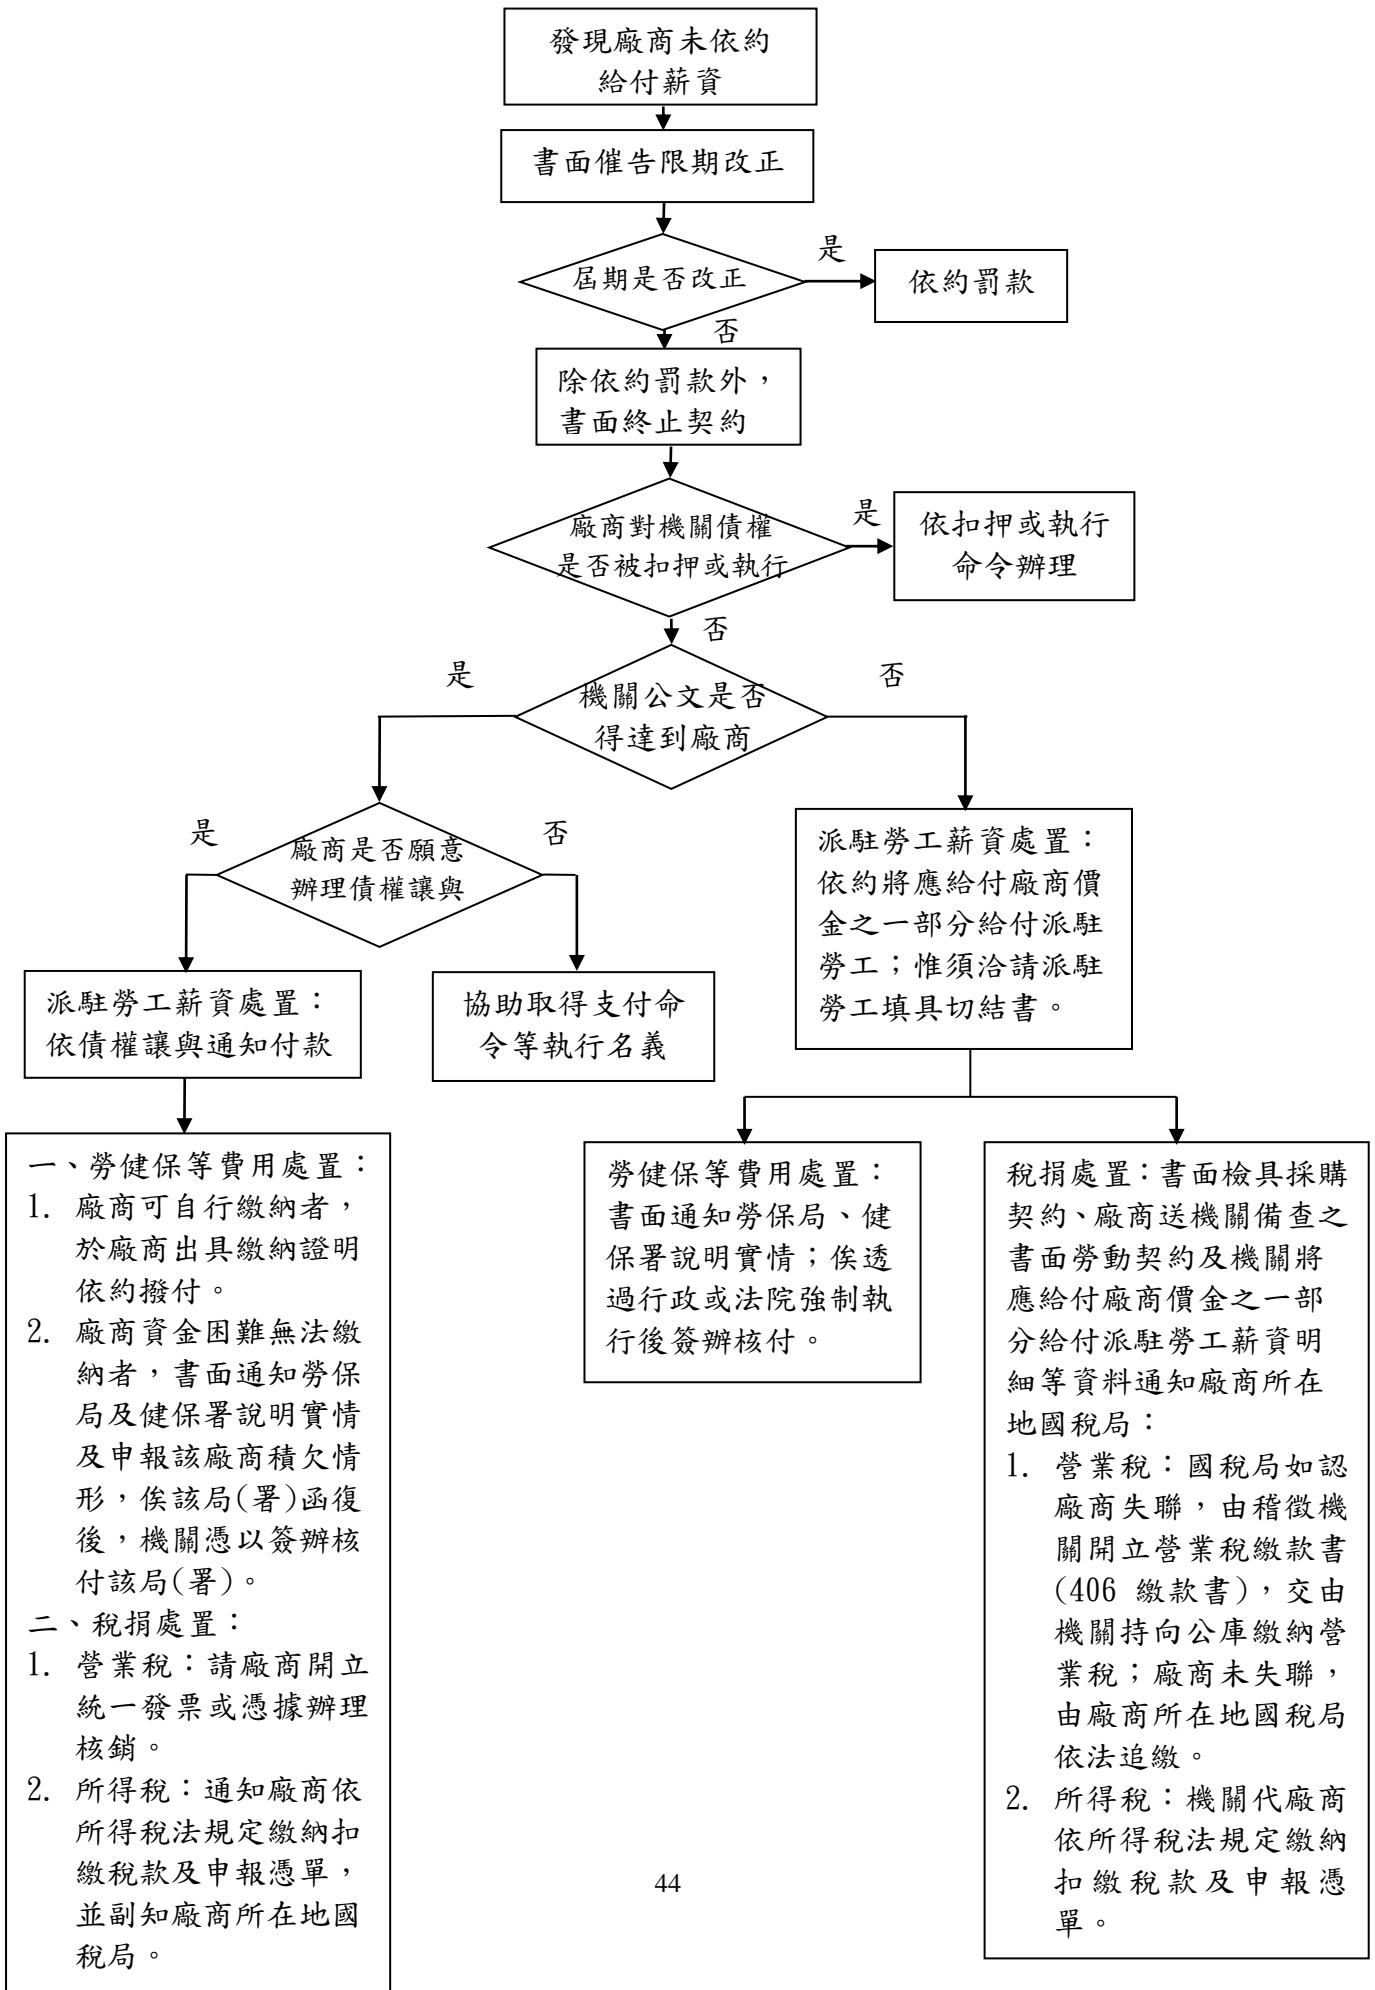 發現廠商未依約
給付薪資
書面催告限期改正
屆期是否改正
是
依約罰款
否
除依約罰款外，
書面終止契約
廠商對機關債權
是否被扣押或執行
是
依扣押或執行
命令辦理
否
機關公文是否
得達到廠商
是
否
廠商是否願意
辦理債權讓與
是
否
派駐勞工薪資處置：
依債權讓與通知付款
協助取得支付命
令等執行名義
派駐勞工薪資處置：
依約將應給付廠商價
金之一部分給付派駐
勞工；惟須洽請派駐
勞工填具切結書。
一、勞健保等費用處置：
1. 廠商可自行繳納者，
於廠商出具繳納證明
依約撥付。
2. 廠商資金困難無法繳
納者，書面通知勞保
局及健保署說明實情
及申報該廠商積欠情
形，俟該局(署)函復
後，機關憑以簽辦核
付該局(署)。
二、稅捐處置：
1. 營業稅：請廠商開立
統一發票或憑據辦理
核銷。
2. 所得稅：通知廠商依
所得稅法規定繳納扣
繳稅款及申報憑單，
並副知廠商所在地國
稅局。
勞健保等費用處置：
書面通知勞保局、健
保署說明實情；俟透
過行政或法院強制執
行後簽辦核付。
稅捐處置：書面檢具採購
契約、廠商送機關備查之
書面勞動契約及機關將
應給付廠商價金之一部
分給付派駐勞工薪資明
細等資料通知廠商所在
地國稅局：
1. 營業稅：國稅局如認
廠商失聯，由稽徵機
關開立營業稅繳款書
(406 繳款書)，交由
機關持向公庫繳納營
業稅；廠商未失聯，
由廠商所在地國稅局
依法追繳。
2. 所得稅：機關代廠商
依所得稅法規定繳納
扣繳稅款及申報憑
單。
44